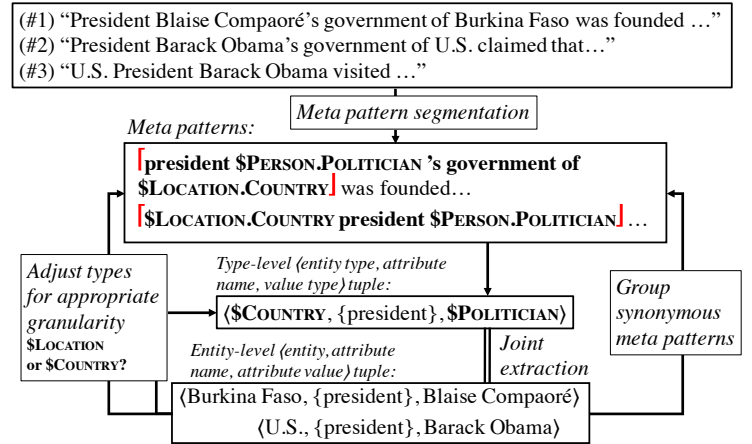 (#1) “President Blaise Compaoré’s government of Burkina Faso was founded …”
(#2) “President Barack Obama’s government of U.S. claimed that…”
(#3) “U.S. President Barack Obama visited …”
Meta pattern segmentation
Meta patterns:
⌈president $PERSON.POLITICIAN ’s government of
$LOCATION.COUNTRY⌋ was founded…
⌈$LOCATION.COUNTRY president $PERSON.POLITICIAN⌋ …
Adjust types
for appropriate
granularity
$LOCATION
or $COUNTRY?
Type-level ⟨entity type, attribute
name, value type⟩ tuple:
⟨$COUNTRY, {president}, $POLITICIAN⟩
Group
synonymous
meta patterns
Entity-level ⟨entity, attribute
name, attribute value⟩ tuple:
Joint
extraction
⟨Burkina Faso, {president}, Blaise Compaoré⟩
⟨U.S., {president}, Barack Obama⟩